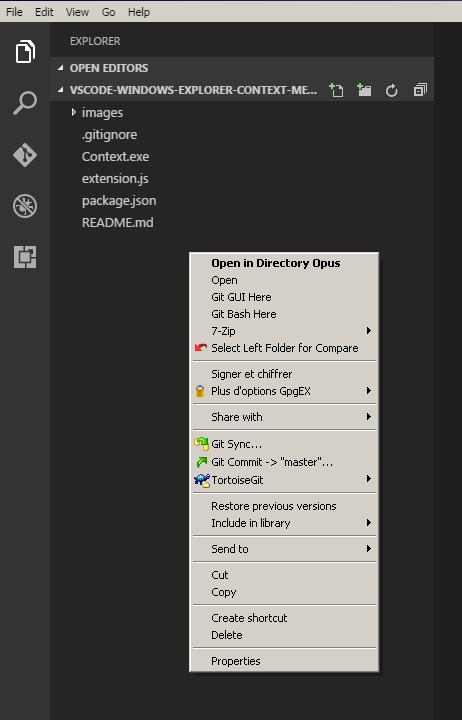 File Edit View Go Help
EXPLORER
OPEN EDITORS
VSCODE-WINDOWS-EXPLORER-CONTEXT-ME...
images
.gitignore
Context.exe
extension.js
package.json
README.md
Open in Directory Opus
Open
Git GUI Here
Git Bash Here
7-Zip
Select Left Folder for Compare
Signer et chiffrer
Plus d'options GpgEX
Share with
Git Sync...
Git Commit -> "master"...
TortoiseGit
Restore previous versions
Include in library
Send to
Cut
Copy
Create shortcut
Delete
Properties